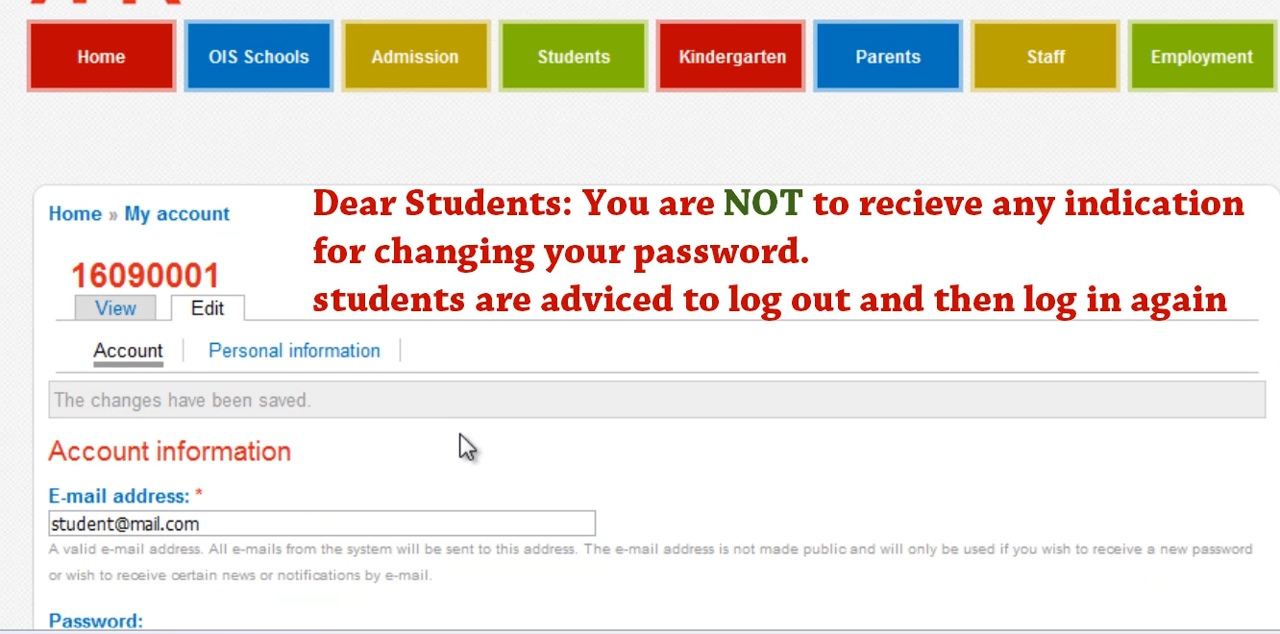 Home OIS Schools Admission Students Kindergarten Parents Staff Employment
Home » My account
Dear Students: You are NOT to recieve any indication
for changing your password.
students are adviced to log out and then log in again
16090001
View Edit
Account Personal information
The changes have been saved.
Account information
E-mail address: *
student@mail.com
A valid e-mail address. All e-mails from the system will be sent to this address. The e-mail address is not made public and will only be used if you wish to receive a new password
or wish to receive certain news or notifications by e-mail.
Password: